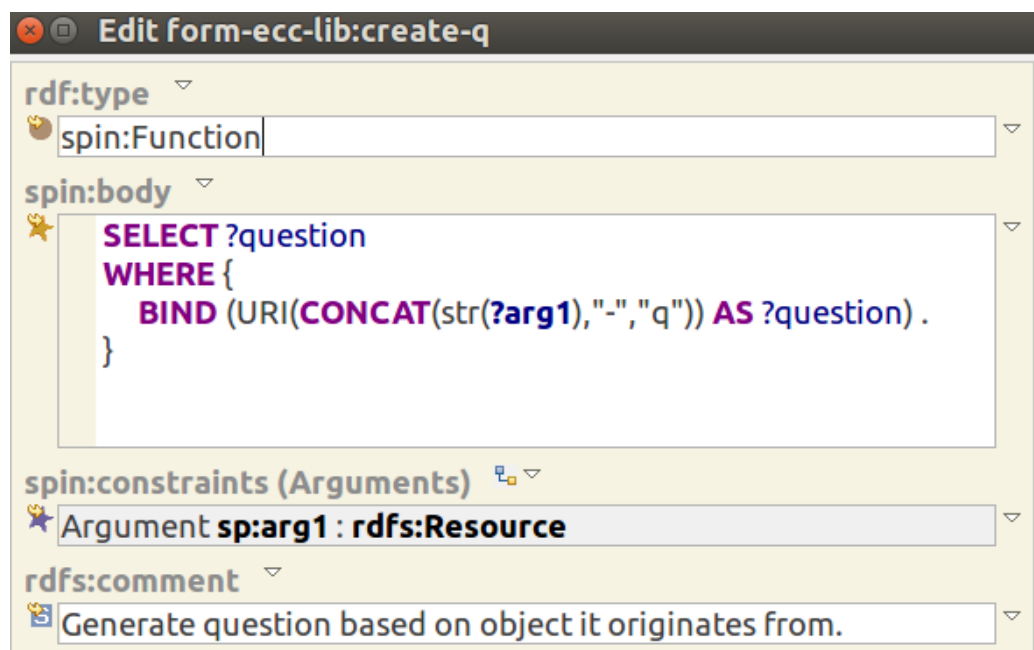 Edit form-ecc-lib:create-q
rdf:type
spin:Function
spin:body
SELECT ?question
WHERE {
BIND (URI(CONCAT(str(?arg1),"-","q")) AS ?question) .
}
spin:constraints (Arguments)
Argument sp:arg1 : rdfs:Resource
rdfs:comment
Generate question based on object it originates from.